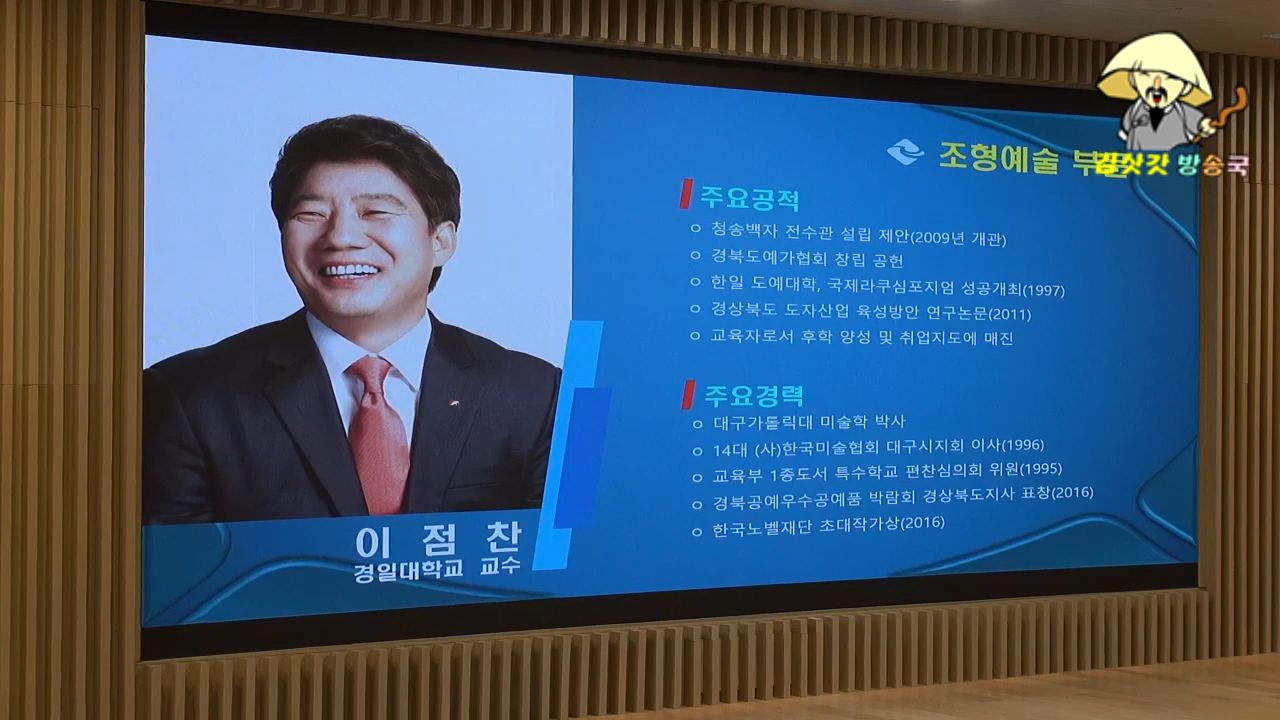 김삿갓 방송국
조형예술 부문
주요공적
청송백자 전수관 설립 제안(2009년 개관)
경북도예가협회 창립 공헌
한일 도예대학, 국제라쿠심포지엄 성공개최(1997)
경상북도 도자산업 육성방안 연구논문(2011)
교육자로서 후학 양성 및 취업지도에 매진
주요경력
대구가톨릭대 미술학 박사
14대 (사)한국미술협회 대구시지회 이사(1996)
교육부 1종도서 특수학교 편찬심의회 위원(1995)
경북공예우수공예품 박람회 경상북도지사 표창(2016)
한국노벨재단 초대작가상(2016)
이 점 찬
경일대학교 교수